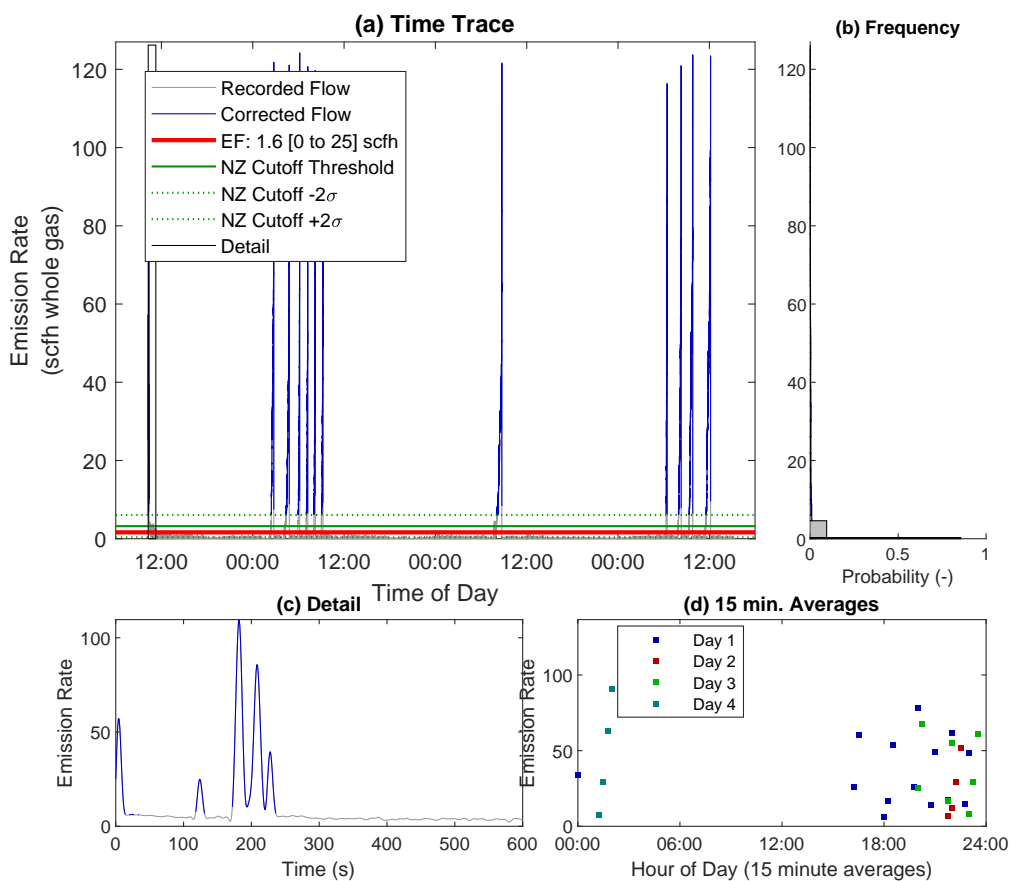 (a) Time Trace
Emission Rate
(scfh whole gas)
120
100
80
60
40
20
0
12:00
00:00
12:00
00:00
12:00
00:00
12:00
Time of Day
Recorded Flow
Corrected Flow
EF: 1.6 [0 to 25] scfh
NZ Cutoff Threshold
NZ Cutoff -2σ
NZ Cutoff +2σ
Detail
(b) Frequency
120
100
80
60
40
20
0
0
0.5
1
Probability (-)
(c) Detail
Emission Rate
100
50
0
0
100
200
300
400
500
600
Time (s)
(d) 15 min. Averages
Emission Rate
100
50
0
00:00
06:00
12:00
18:00
24:00
Hour of Day (15 minute averages)
Day 1
Day 2
Day 3
Day 4